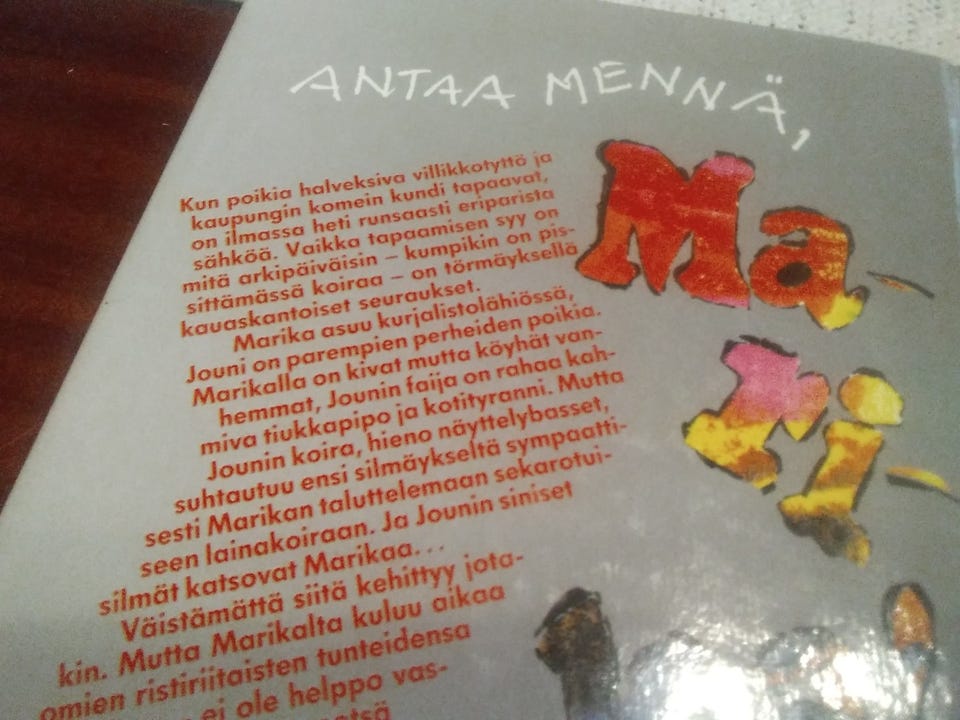 ANTAA MENNÄ,
Ma-
ri-
Kun poikia halveksiva villikkotyttö ja
kaupungin komein kundi tapaavat,
on ilmassa heti runsaasti eriparista
sähköä. Vaikka tapaamisen syy on
mitä arkipäiväisin – kumpikin on pis-
sittämässä koiraa – on törmäyksellä
kauaskantoiset seuraukset.
Marika asuu kurjalistolähiössä,
Jouni on parempien perheiden poikia.
Marikalla on kivat mutta köyhät van-
hemmat, Jounin faija on rahaa kah-
miva tiukkapipo ja kotityranni. Mutta
Jounin koira, hieno näyttelybasset,
suhtautuu ensi silmäykseltä sympaatti-
sesti Marikan taluttelemaan sekarotui-
seen lainakoiraan. Ja Jounin siniset
silmät katsovat Marikaa...
Väistämättä siitä kehittyy jota-
kin. Mutta Marikalta kuluu aikaa
omien ristiriitaisten tunteidensa
ei ole helppo vas-